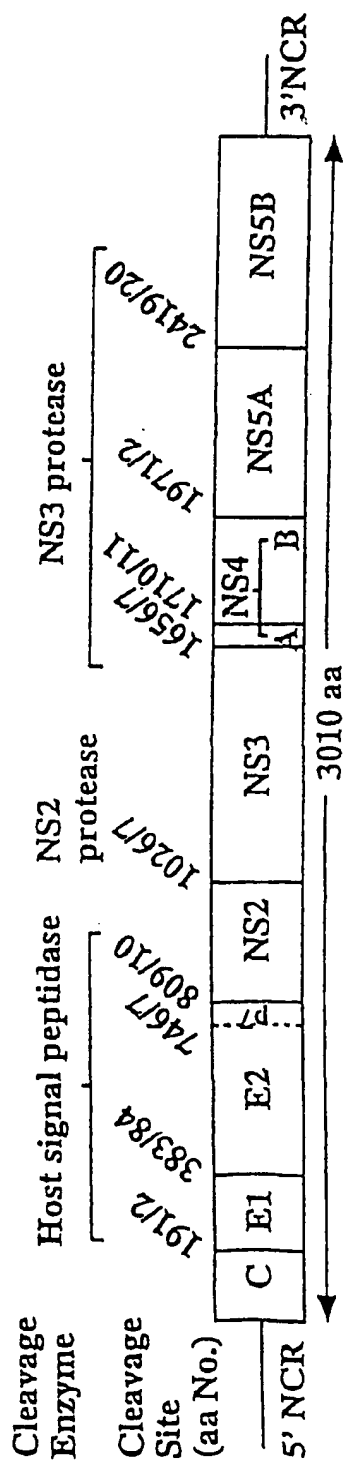 Cleavage
Enzyme
Host signal peptidase
NS2
protease
NS3 protease
Cleavage
Site
(aa No.)
191/2
383/84
746/7
809/10
1026/7
1656/7
1710/11
1971/2
2419/20
C
E1
E2
NS2
NS3
NS4
A
B
NS5A
NS5B
5' NCR
3'NCR
3010 aa